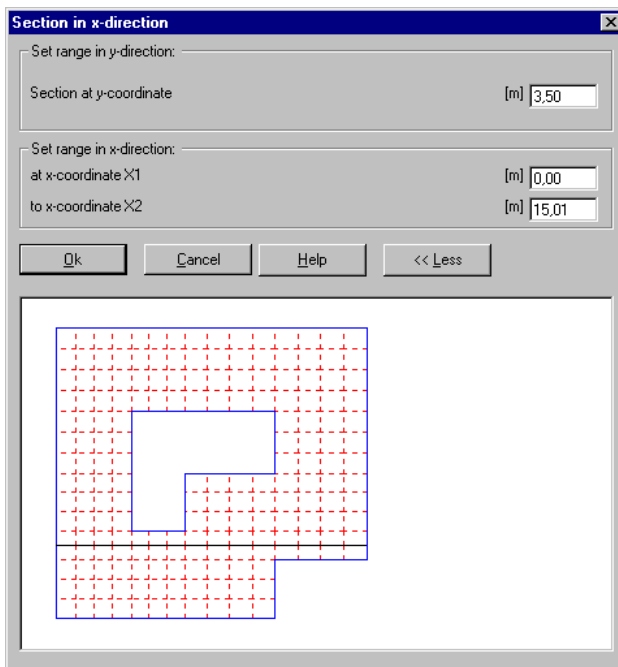 Section in x-direction
Set range in y-direction:
Section at y-coordinate [m] 3,50
Set range in x-direction:
at x-coordinate X1 [m] 0,00
to x-coordinate X2 [m] 15,01
Ok Cancel Help << Less